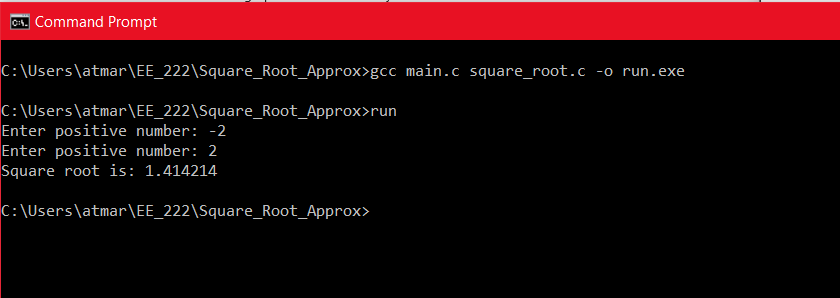 Command Prompt
C:\Users\atmar\EE_222\Square_Root_Approx>gcc main.c square_root.c -o run.exe
C:\Users\atmar\EE_222\Square_Root_Approx>run
Enter positive number: -2
Enter positive number: 2
Square root is: 1.414214
C:\Users\atmar\EE_222\Square_Root_Approx>